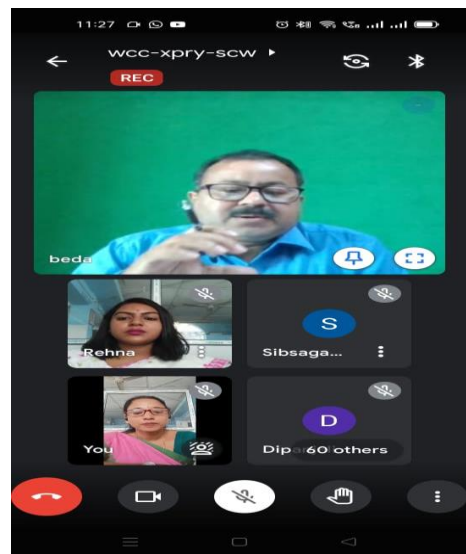 11:27
wcc-xpry-scw
REC
beda
Rehna
S
Sibsaga...
You
D
Dip
60 others